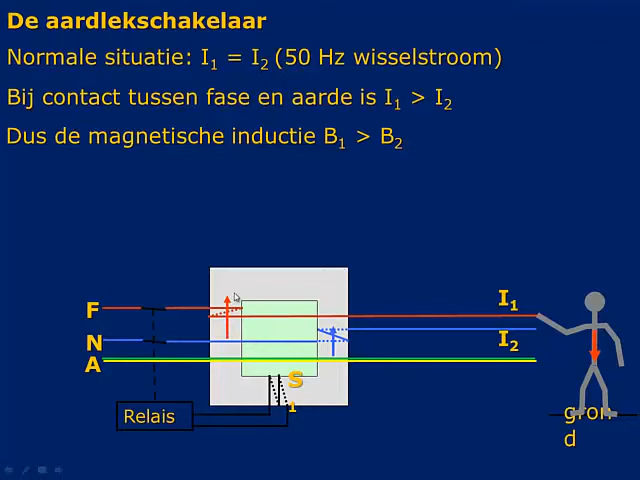 De aardlekschakelaar
Normale situatie: I₁ = I₂ (50 Hz wisselstroom)
Bij contact tussen fase en aarde is I₁ > I₂
Dus de magnetische inductie B₁ > B₂
F
I₁
N
I₂
A
S
1
Relais
gron
d